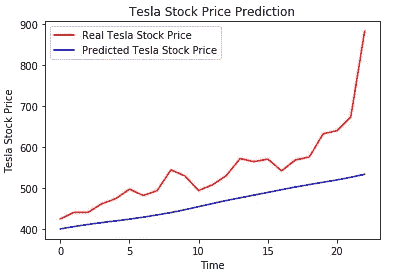 Tesla Stock Price Prediction
Real Tesla Stock Price
Predicted Tesla Stock Price
Tesla Stock Price
900
800
700
600
500
400
0
5
10
15
20
Time